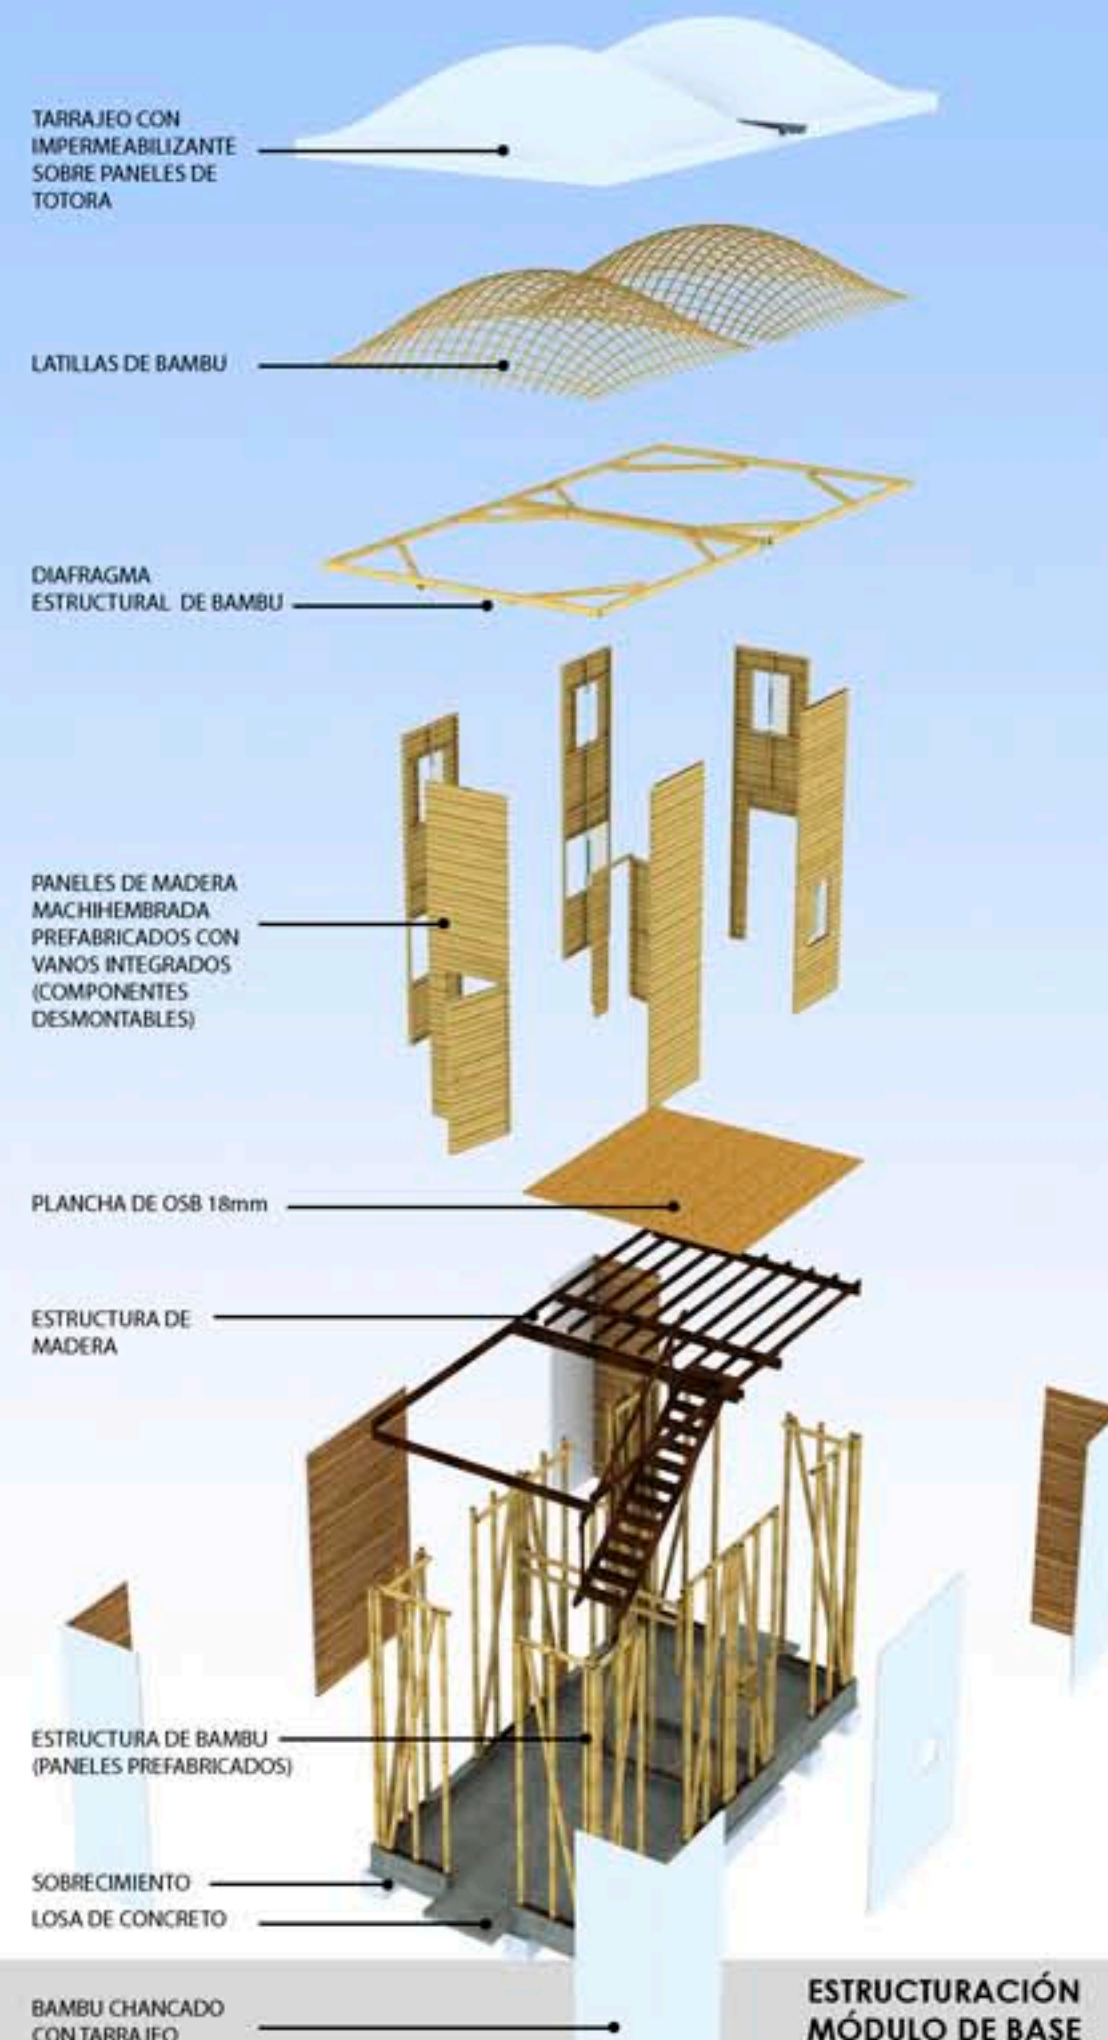 TARRAJEO CON
IMPERMEABILIZANTE
SOBRE PANELES DE
TOTORA
LATILLAS DE BAMBU
DIAFRAGMA
ESTRUCTURAL DE BAMBU
PANELES DE MADERA
MACHIHEMBRADA
PREFABRICADOS CON
VANOS INTEGRADOS
(COMPONENTES
DESMONTABLES)
PLANCHA DE OSB 18mm
ESTRUCTURA DE
MADERA
ESTRUCTURA DE BAMBU
(PANELES PREFABRICADOS)
SOBRECIMIENTO
LOSA DE CONCRETO
BAMBU CHANCADO
CON TARRAJEO
ESTRUCTURACIÓN
MÓDULO DE BASE